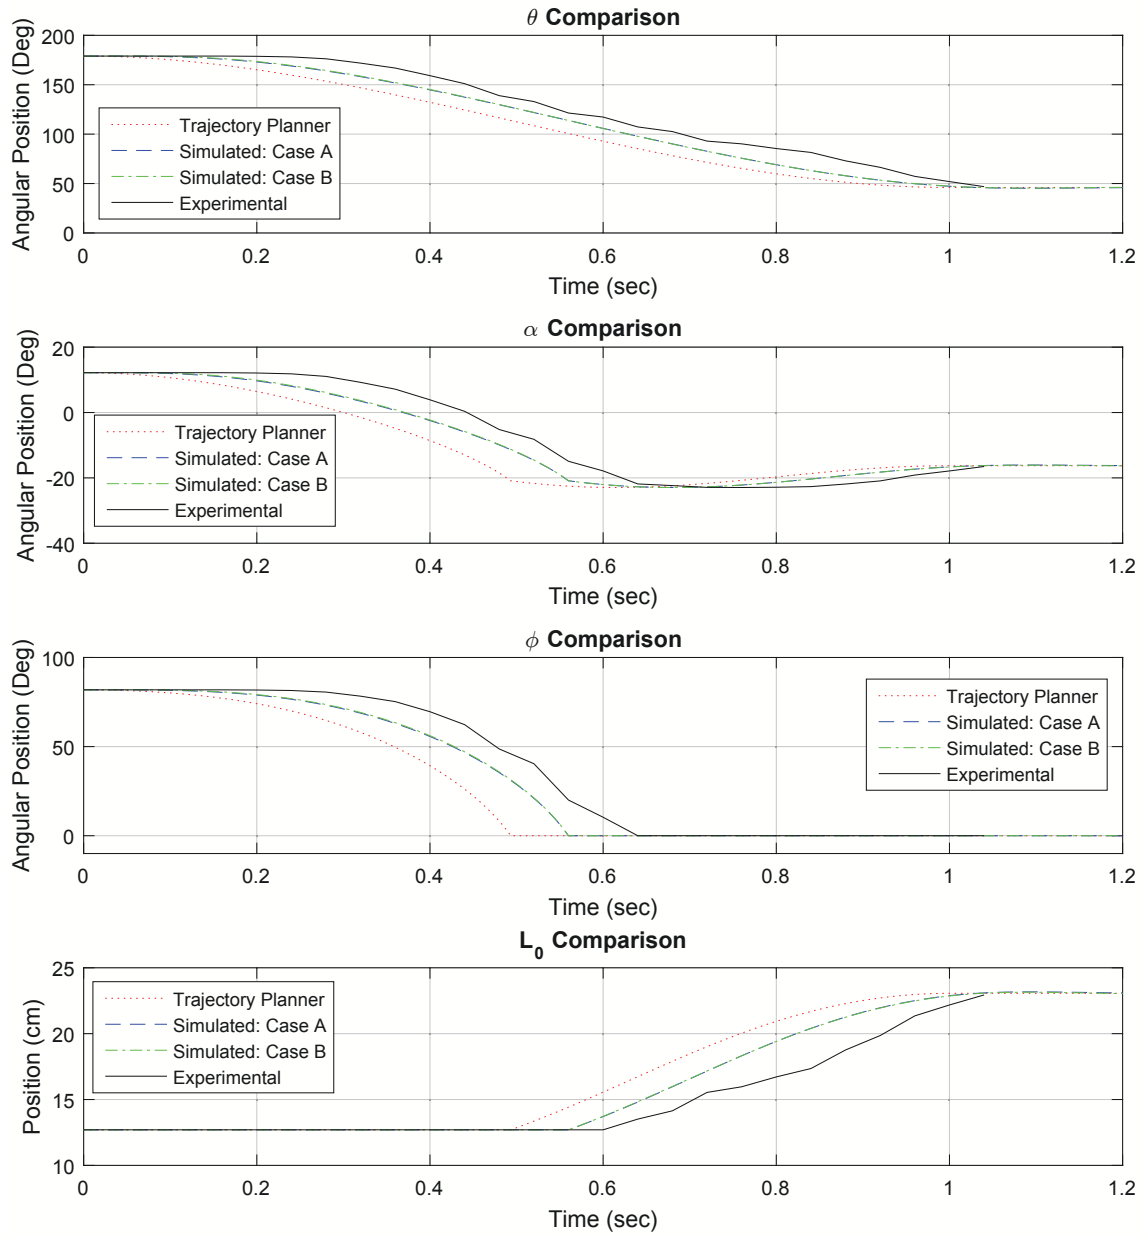 θ Comparison
Angular Position (Deg)
200
150
100
50
0
Trajectory Planner
Simulated: Case A
Simulated: Case B
Experimental
0 0.2 0.4 0.6 0.8 1 1.2
Time (sec)
α Comparison
Angular Position (Deg)
20
0
-20
-40
Trajectory Planner
Simulated: Case A
Simulated: Case B
Experimental
0 0.2 0.4 0.6 0.8 1 1.2
Time (sec)
ϕ Comparison
Angular Position (Deg)
100
50
0
Trajectory Planner
Simulated: Case A
Simulated: Case B
Experimental
0 0.2 0.4 0.6 0.8 1 1.2
Time (sec)
L₀ Comparison
Position (cm)
25
20
15
10
Trajectory Planner
Simulated: Case A
Simulated: Case B
Experimental
0 0.2 0.4 0.6 0.8 1 1.2
Time (sec)